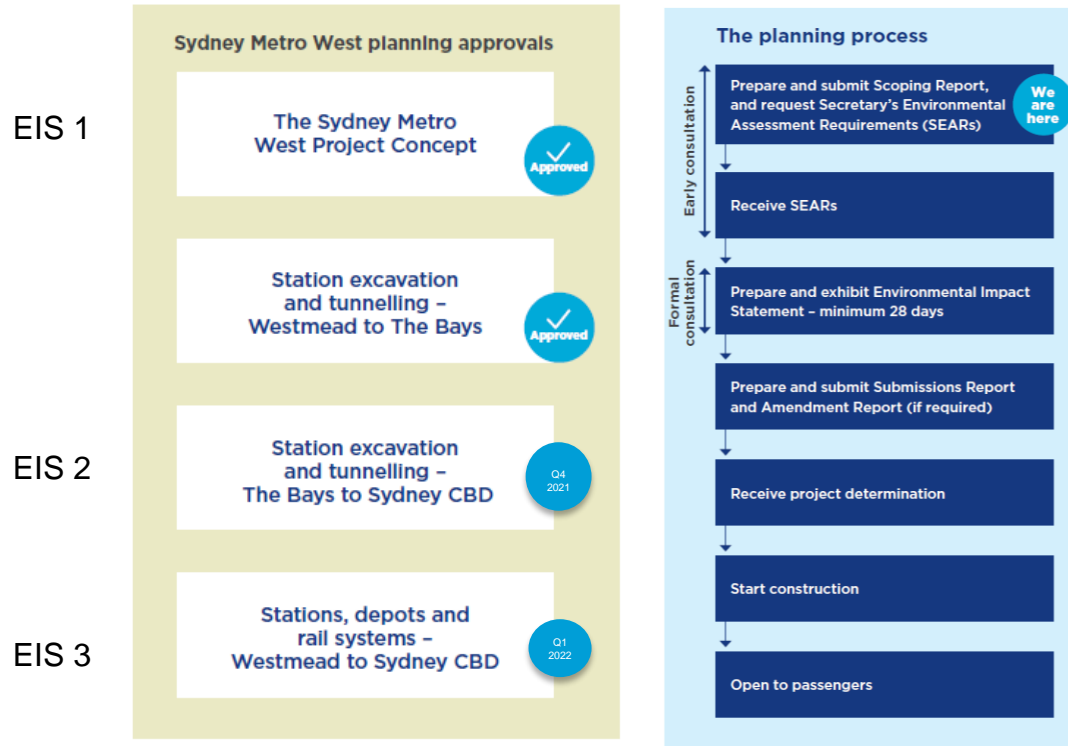 EIS 1
EIS 2
EIS 3
Sydney Metro West planning approvals
The Sydney Metro
West Project Concept
Approved
Station excavation
and tunnelling –
Westmead to The Bays
Approved
Station excavation
and tunnelling –
The Bays to Sydney CBD
Q4
2021
Stations, depots and
rail systems –
Westmead to Sydney CBD
Q1
2022
The planning process
Early consultation
Prepare and submit Scoping Report,
and request Secretary's Environmental
Assessment Requirements (SEARs)
We
are
here
Receive SEARs
Formal
consultation
Prepare and exhibit Environmental Impact
Statement – minimum 28 days
Prepare and submit Submissions Report
and Amendment Report (if required)
Receive project determination
Start construction
Open to passengers